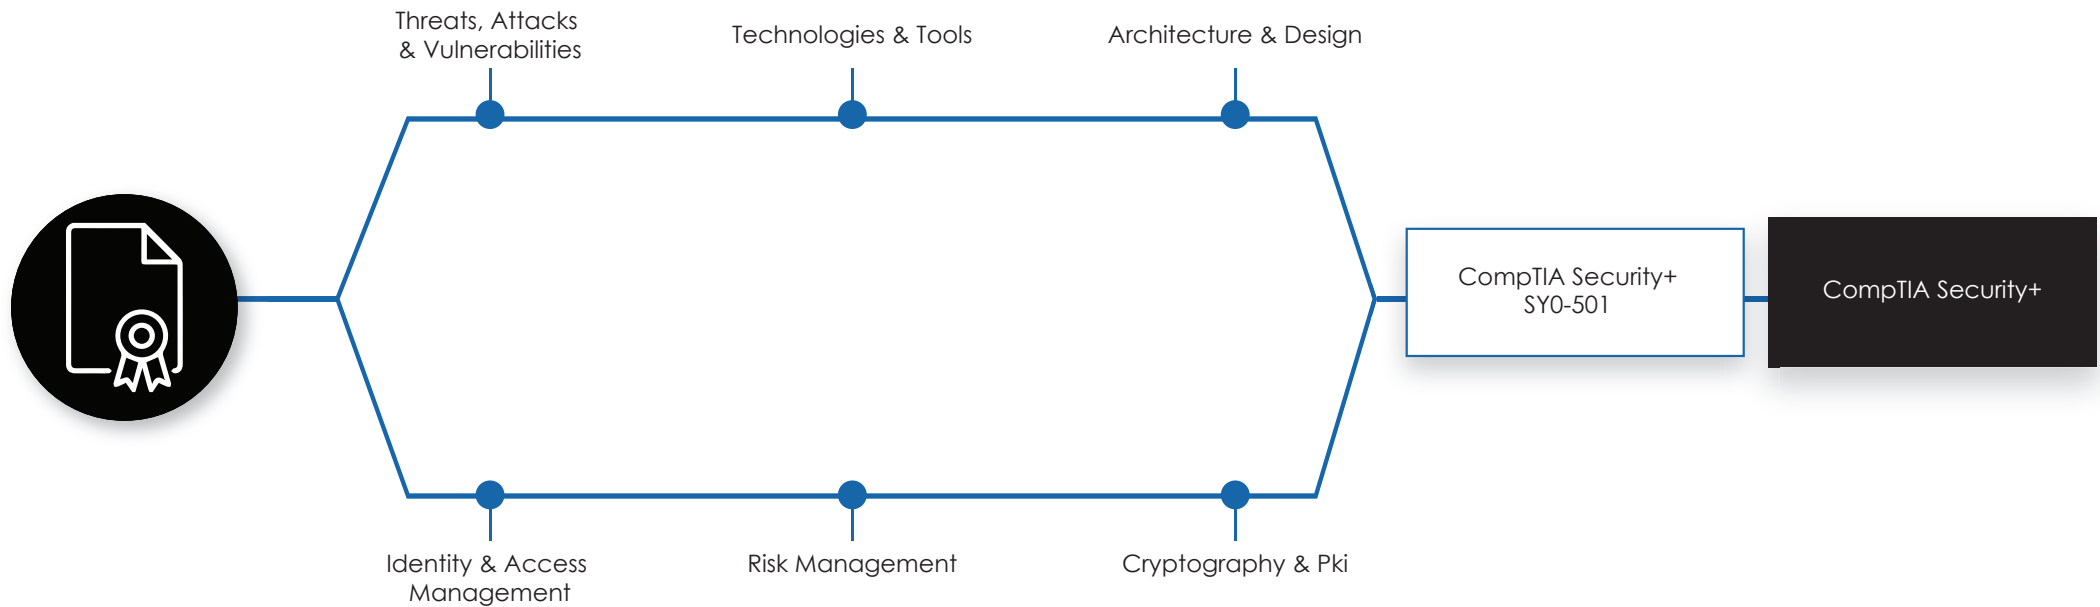 Threats, Attacks
& Vulnerabilities
Technologies & Tools
Architecture & Design
CompTIA Security+
SY0-501
CompTIA Security+
Identity & Access
Management
Risk Management
Cryptography & Pki